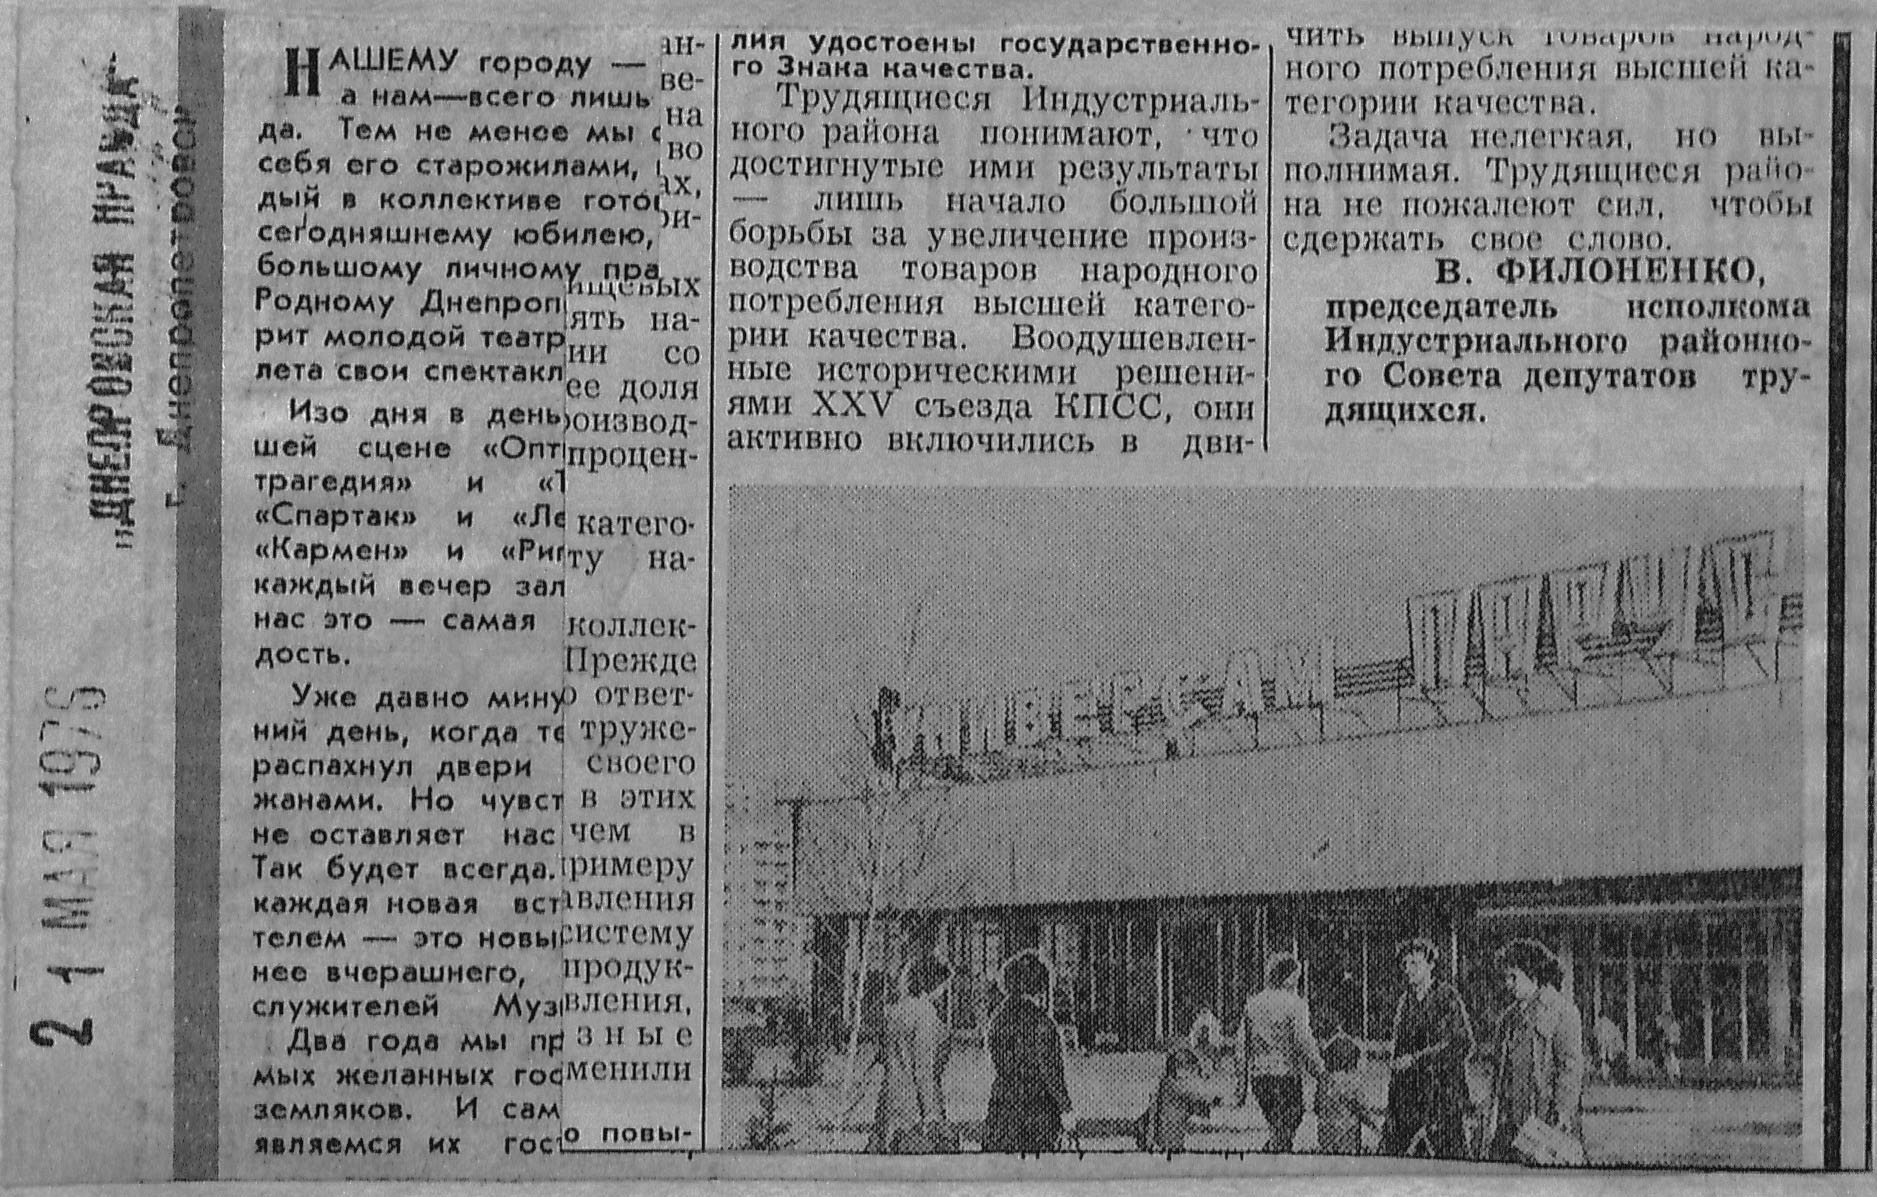 „ДНЕПРОВСКАЯ ПРАВДА“
г. Днепропетровск
21 МАЯ 1976
НАШЕМУ городу —
а нам—всего лишь
да. Тем не менее мы с
себя его старожилами,
дый в коллективе гото
сегодняшнему юбилею,
большому личному пра
Родному Днепроп
рит молодой театр
лета свои спектакл
Изо дня в день
шей сцене «Опт
трагедия» и «
«Спартак» и «Ле
«Кармен» и «Риг
каждый вечер зал
нас это — самая
дость.
Уже давно мину
ний день, когда те
распахнул двери
жанами. Но чувст
не оставляет нас
Так будет всегда.
каждая новая вст
телем — это новы
нее вчерашнего,
служителей Муз
Два года мы пр
мых желанных гос
земляков. И сам
являемся их гос
ан-
ве-
на
во
ах,
ри-
ищевых
ять на-
ии со
ее доля
оизвод-
процен-
катего-
ту на-
коллек-
Прежде
о ответ-
труже-
своего
в этих
чем в
римеру
авления
систему
продук-
вления,
зные
менили
о повы-
лия удостоены государственно-
го Знака качества.
Трудящиеся Индустриаль-
ного района понимают, что
достигнутые ими результаты
— лишь начало большой
борьбы за увеличение произ-
водства товаров народного
потребления высшей катего-
рии качества. Воодушевлен-
ные историческими решени-
ями XXV съезда КПСС, они
активно включились в дви-
чить выпуск товаров народ-
ного потребления высшей ка-
тегории качества.
Задача нелегкая, но вы-
полнимая. Трудящиеся райо-
на не пожалеют сил, чтобы
сдержать свое слово.
В. ФИЛОНЕНКО,
председатель исполкома
Индустриального районно-
го Совета депутатов тру-
дящихся.
УНИВЕРСАМ